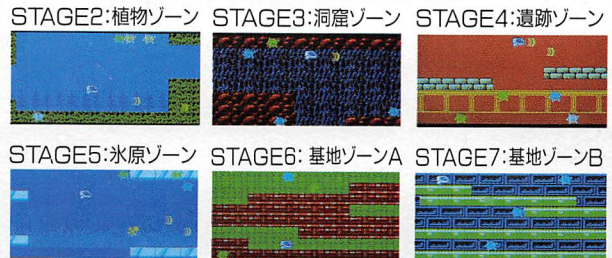 STAGE2:植物ゾーン
STAGE3:洞窟ゾーン
STAGE4:遺跡ゾーン
STAGE5:氷原ゾーン
STAGE6:基地ゾーンA
STAGE7:基地ゾーンB